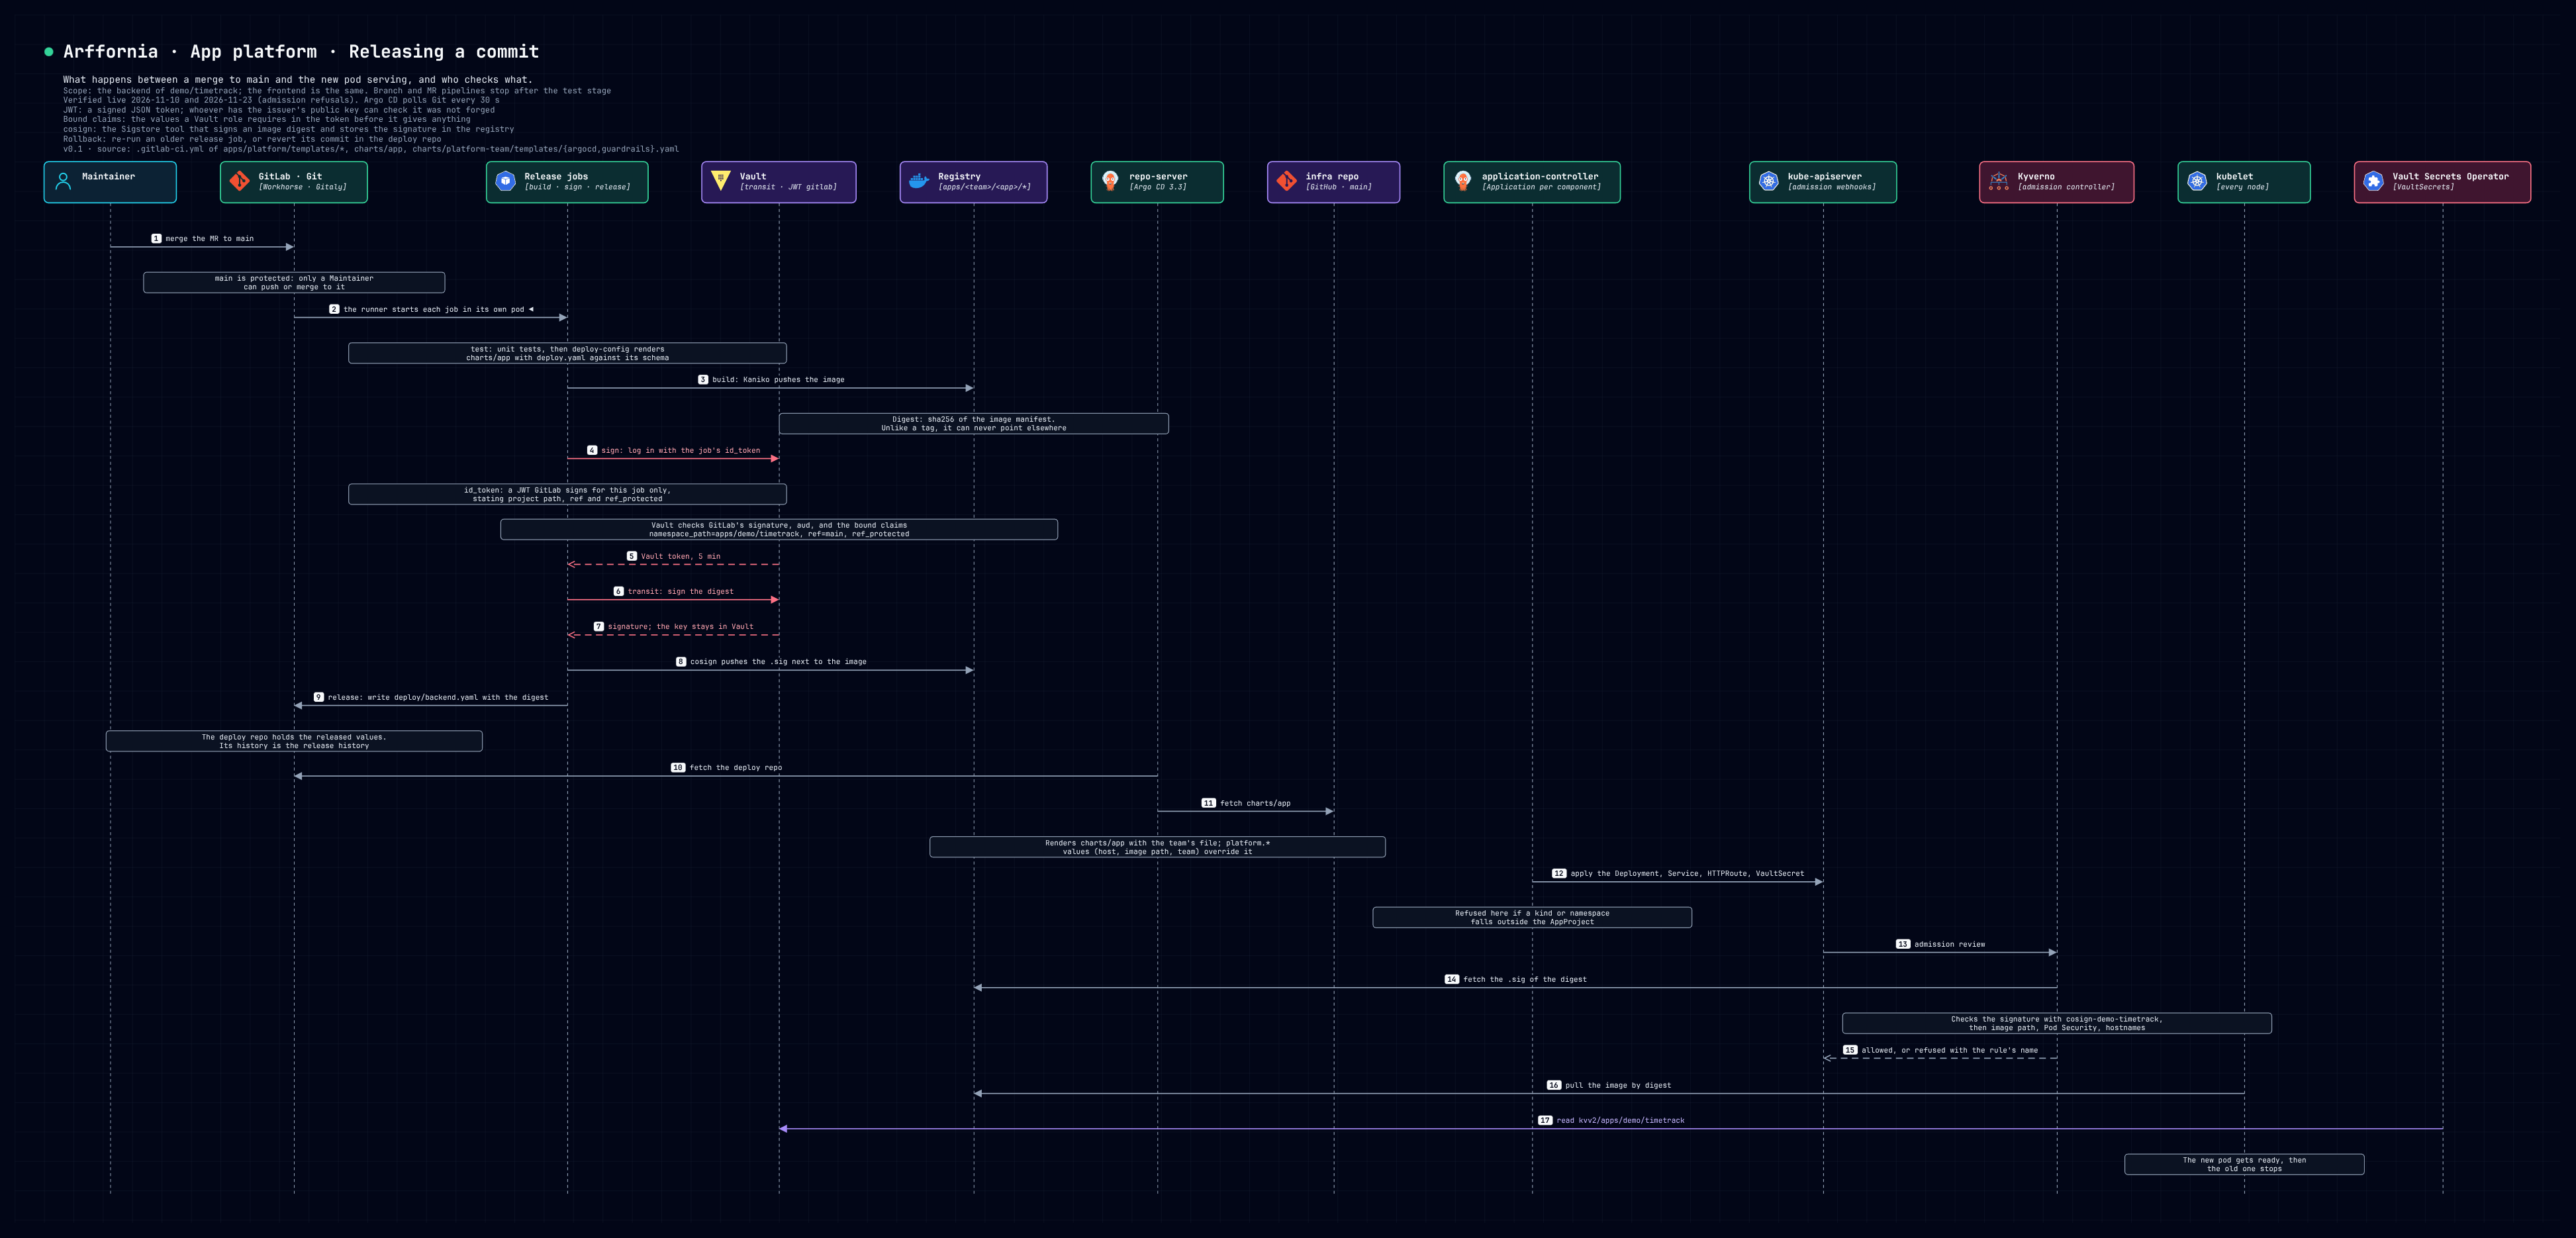 Arffornia · App platform · Releasing a commit
What happens between a merge to main and the new pod serving, and who checks what.
Scope: the backend of demo/timetrack; the frontend is the same. Branch and MR pipelines stop after the test stage
Verified live 2026-11-10 and 2026-11-23 (admission refusals). Argo CD polls Git every 30 s
JWT: a signed JSON token; whoever has the issuer's public key can check it was not forged
Bound claims: the values a Vault role requires in the token before it gives anything
cosign: the Sigstore tool that signs an image digest and stores the signature in the registry
Rollback: re-run an older release job, or revert its commit in the deploy repo
v0.1 · source: .gitlab-ci.yml of apps/platform/templates/*, charts/app, charts/platform-team/templates/{argocd,guardrails}.yaml
Maintainer
GitLab · Git
[Workhorse · Gitaly]
Release jobs
[build · sign · release]
Vault
[transit · JWT gitlab]
Registry
[apps/<team>/<app>/*]
repo-server
[Argo CD 3.3]
infra repo
[GitHub · main]
application-controller
[Application per component]
kube-apiserver
[admission webhooks]
Kyverno
[admission controller]
kubelet
[every node]
Vault Secrets Operator
[VaultSecrets]
1 merge the MR to main
main is protected: only a Maintainer
can push or merge to it
2 the runner starts each job in its own pod ◄
test: unit tests, then deploy-config renders
charts/app with deploy.yaml against its schema
3 build: Kaniko pushes the image
Digest: sha256 of the image manifest.
Unlike a tag, it can never point elsewhere
4 sign: log in with the job's id_token
id_token: a JWT GitLab signs for this job only,
stating project path, ref and ref_protected
Vault checks GitLab's signature, aud, and the bound claims
namespace_path=apps/demo/timetrack, ref=main, ref_protected
5 Vault token, 5 min
6 transit: sign the digest
7 signature; the key stays in Vault
8 cosign pushes the .sig next to the image
9 release: write deploy/backend.yaml with the digest
The deploy repo holds the released values.
Its history is the release history
10 fetch the deploy repo
11 fetch charts/app
Renders charts/app with the team's file; platform.*
values (host, image path, team) override it
12 apply the Deployment, Service, HTTPRoute, VaultSecret
Refused here if a kind or namespace
falls outside the AppProject
13 admission review
14 fetch the .sig of the digest
Checks the signature with cosign-demo-timetrack,
then image path, Pod Security, hostnames
15 allowed, or refused with the rule's name
16 pull the image by digest
17 read kvv2/apps/demo/timetrack
The new pod gets ready, then
the old one stops